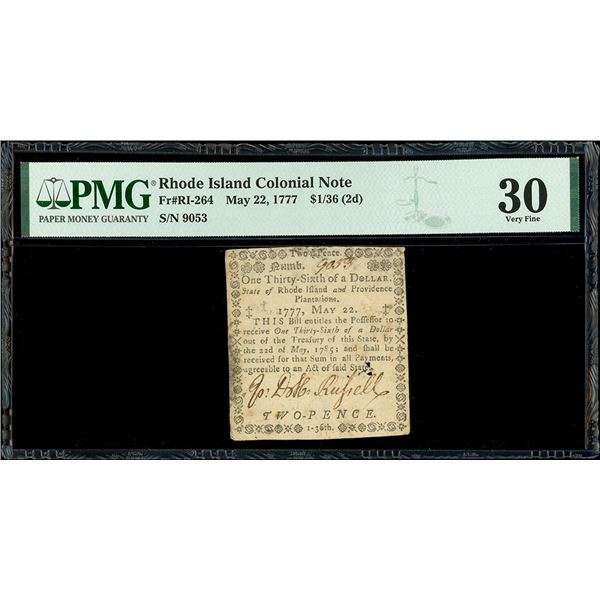 PMG® Rhode Island Colonial Note
PAPER MONEY GUARANTY
Fr#RI-264 May 22, 1777 $1/36 (2d)
S/N 9053
30
Very Fine
Two Pence.
Numb. 9053
One Thirty-Sixth of a DOLLAR.
State of Rhode Island and Providence
Plantations.
1777, MAY 22.
THIS Bill entitles the Possessor to
receive One Thirty-Sixth of a Dollar
out of the Treasury of this State, by
the 22d of May, 1785; and shall be
received for that Sum in all Payments,
agreeable to an Act of said State.
Russell
TWO-PENCE.
1-36th.